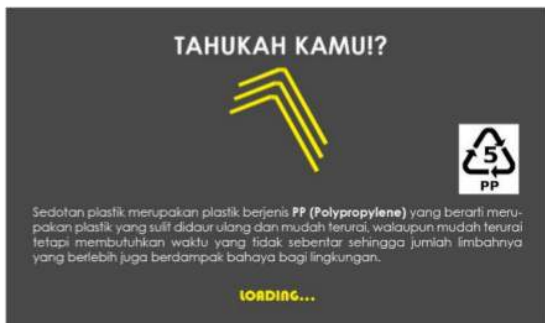 TAHUKAH KAMU!?
5
PP
Sedotan plastik merupakan plastik berjenis PP (Polypropylene) yang berarti meru-
pakan plastik yang sulit didaur ulang dan mudah terurai, walaupun mudah terurai
tetapi membutuhkan waktu yang tidak sebentar sehingga jumlah limbahnya
yang berlebih juga berdampak bahaya bagi lingkungan.
LOADING...